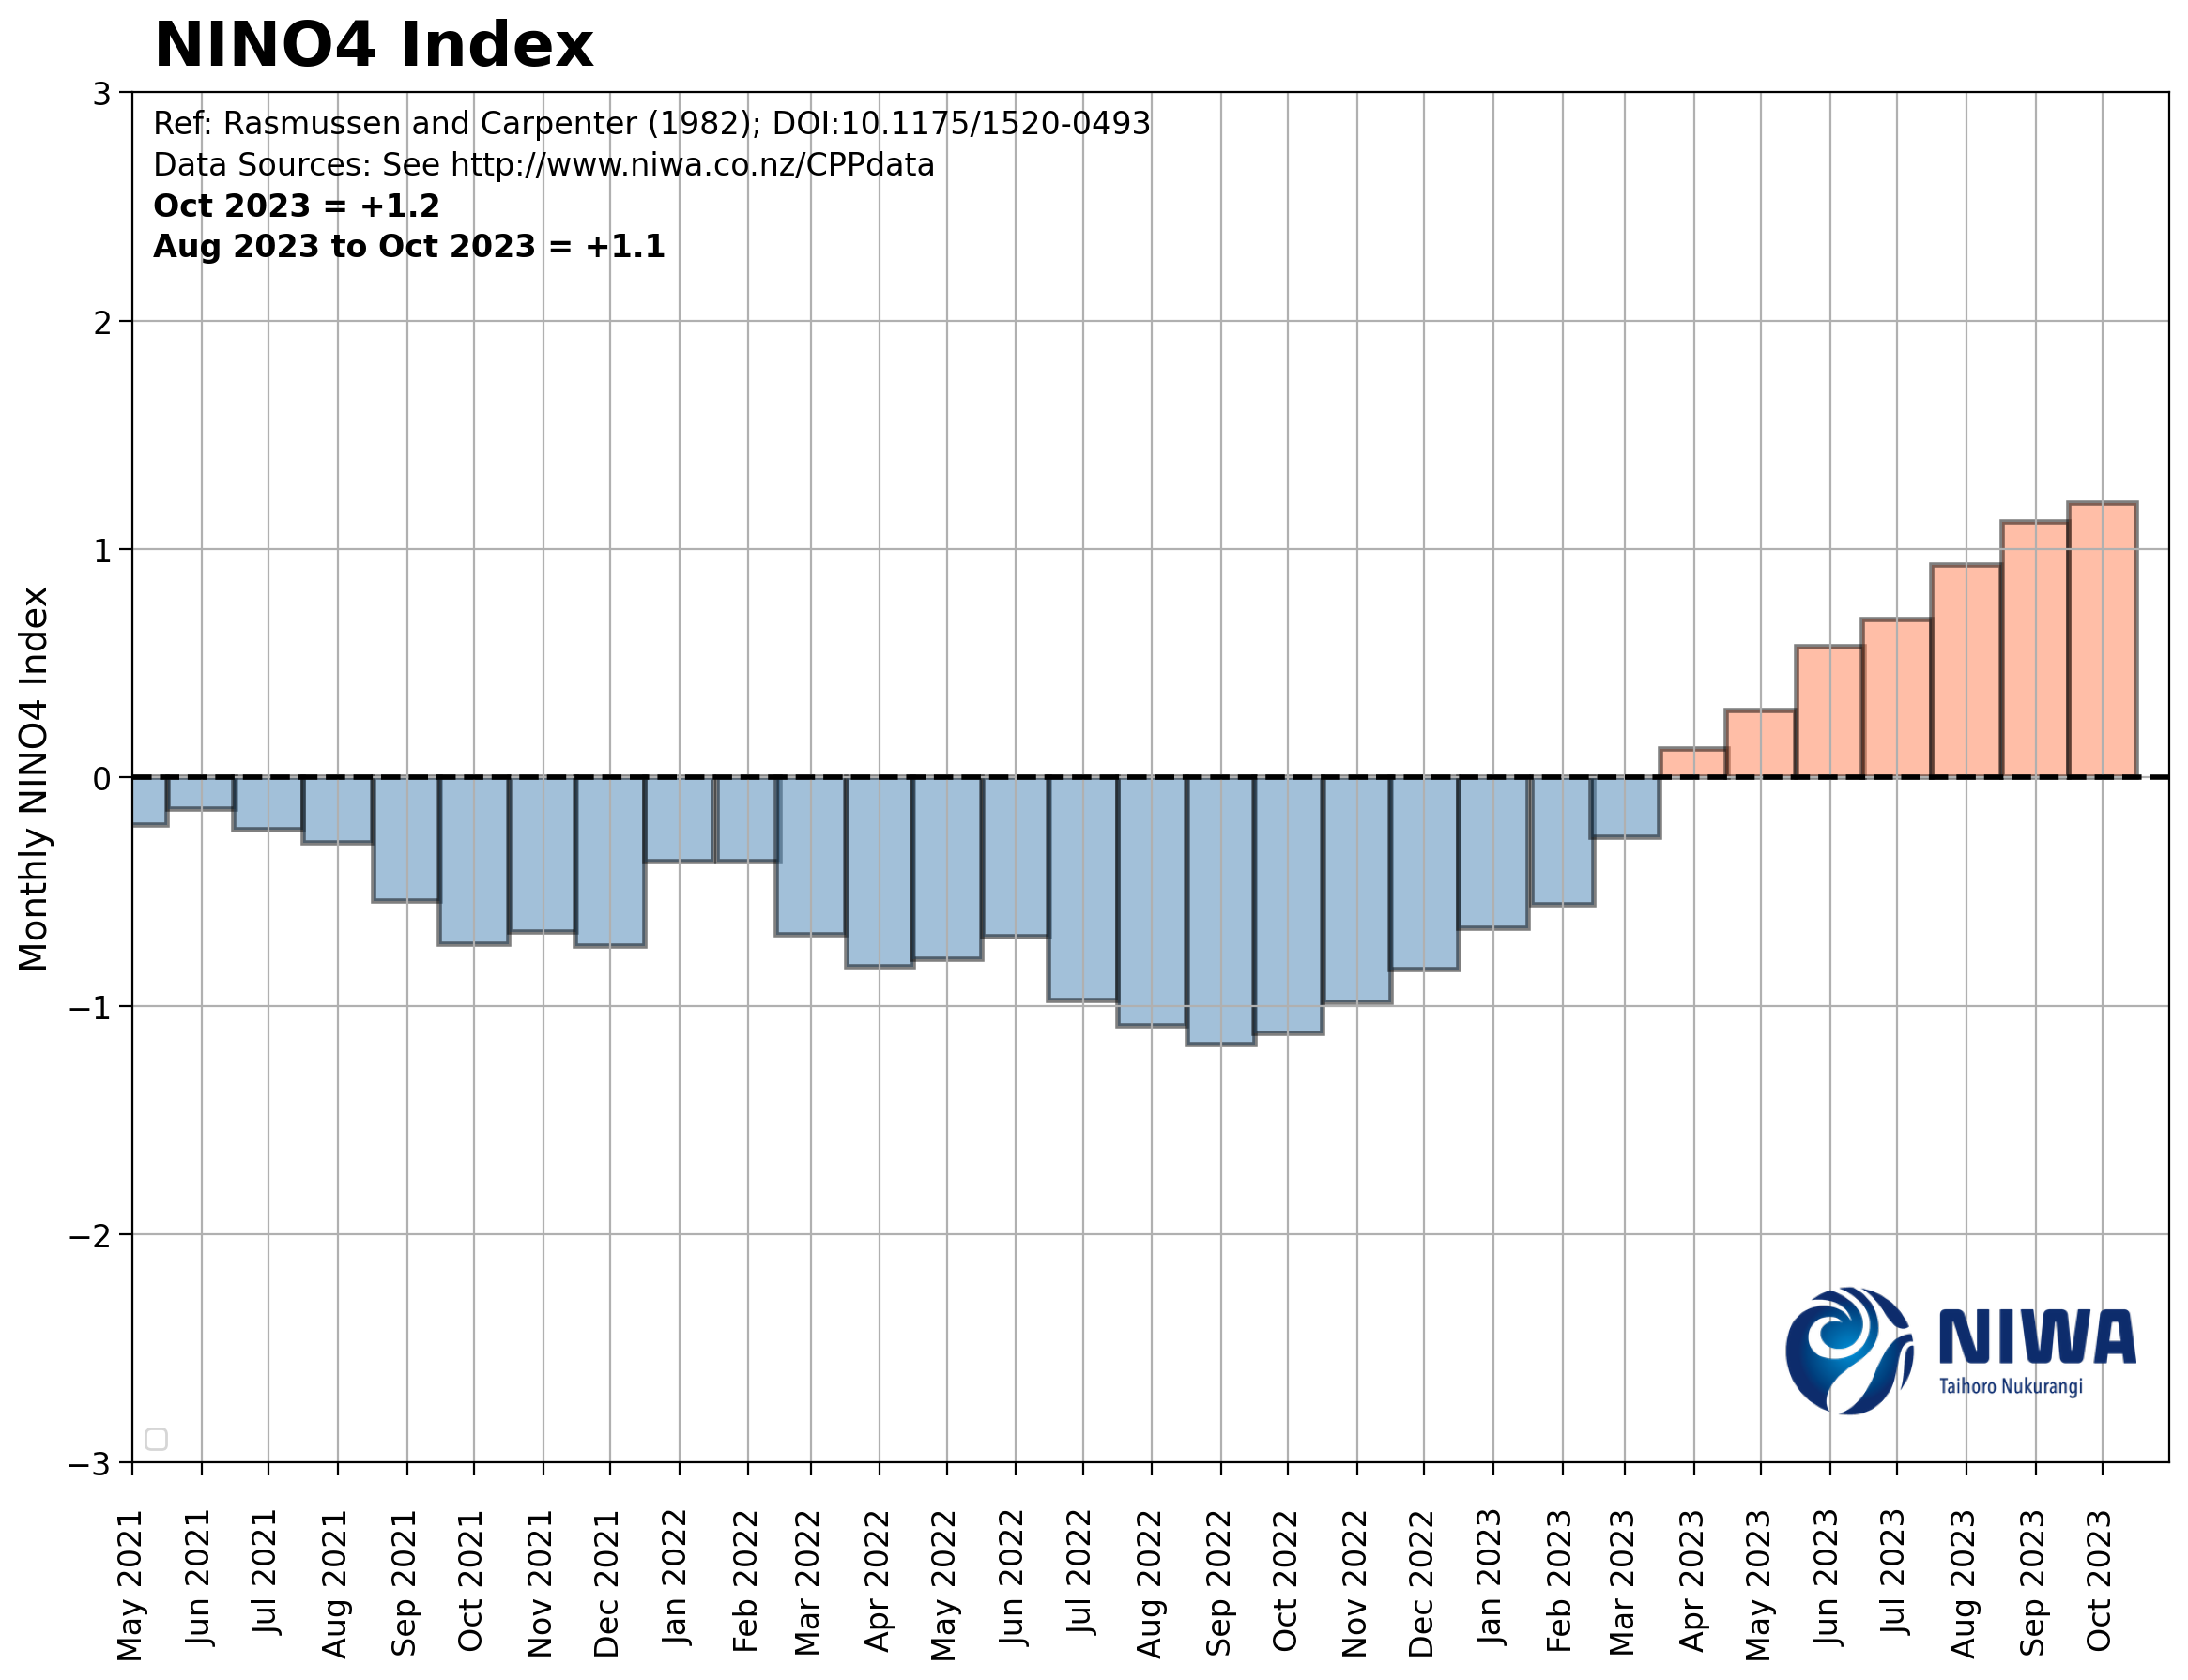 NINO4 Index
Ref: Rasmussen and Carpenter (1982); DOI:10.1175/1520-0493
Data Sources: See http://www.niwa.co.nz/CPPdata
Oct 2023 = +1.2
Aug 2023 to Oct 2023 = +1.1
Monthly NINO4 Index
3
2
1
0
−1
−2
−3
NIWA
Taihoro Nukurangi
May 2021
Jun 2021
Jul 2021
Aug 2021
Sep 2021
Oct 2021
Nov 2021
Dec 2021
Jan 2022
Feb 2022
Mar 2022
Apr 2022
May 2022
Jun 2022
Jul 2022
Aug 2022
Sep 2022
Oct 2022
Nov 2022
Dec 2022
Jan 2023
Feb 2023
Mar 2023
Apr 2023
May 2023
Jun 2023
Jul 2023
Aug 2023
Sep 2023
Oct 2023